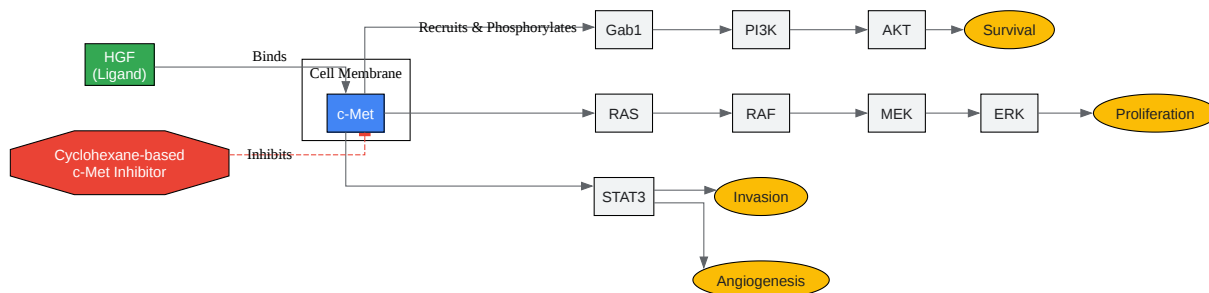 Recruits & Phosphorylates
Gab1
PI3K
AKT
Survival
HGF
(Ligand)
Binds
Cell Membrane
c-Met
RAS
RAF
MEK
ERK
Proliferation
Cyclohexane-based
c-Met Inhibitor
Inhibits
STAT3
Invasion
Angiogenesis